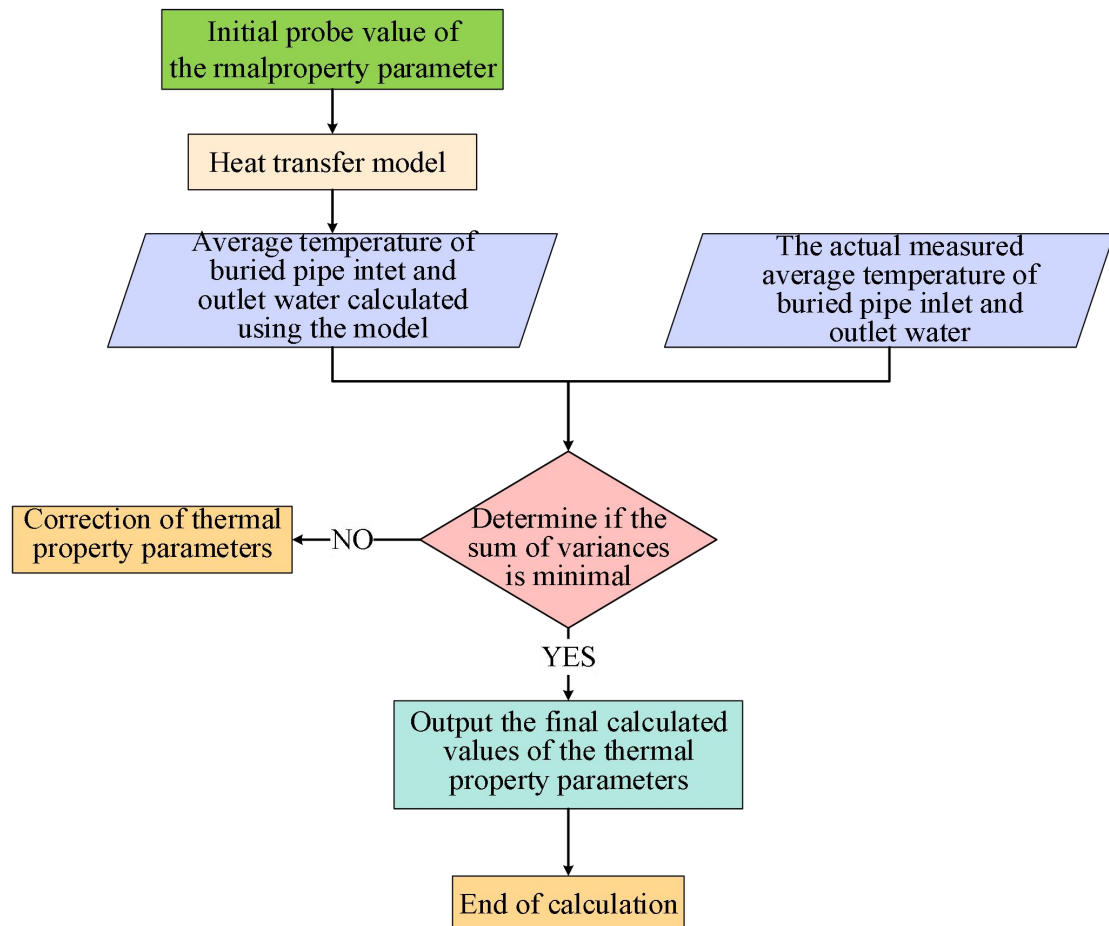 Initial probe value of
the rmalproperty parameter
Heat transfer model
Average temperature of
buried pipe intet and
outlet water calculated
using the model
The actual measured
average temperature of
buried pipe inlet and
outlet water
Determine if the
sum of variances
is minimal
NO
Correction of thermal
property parameters
YES
Output the final calculated
values of the thermal
property parameters
End of calculation